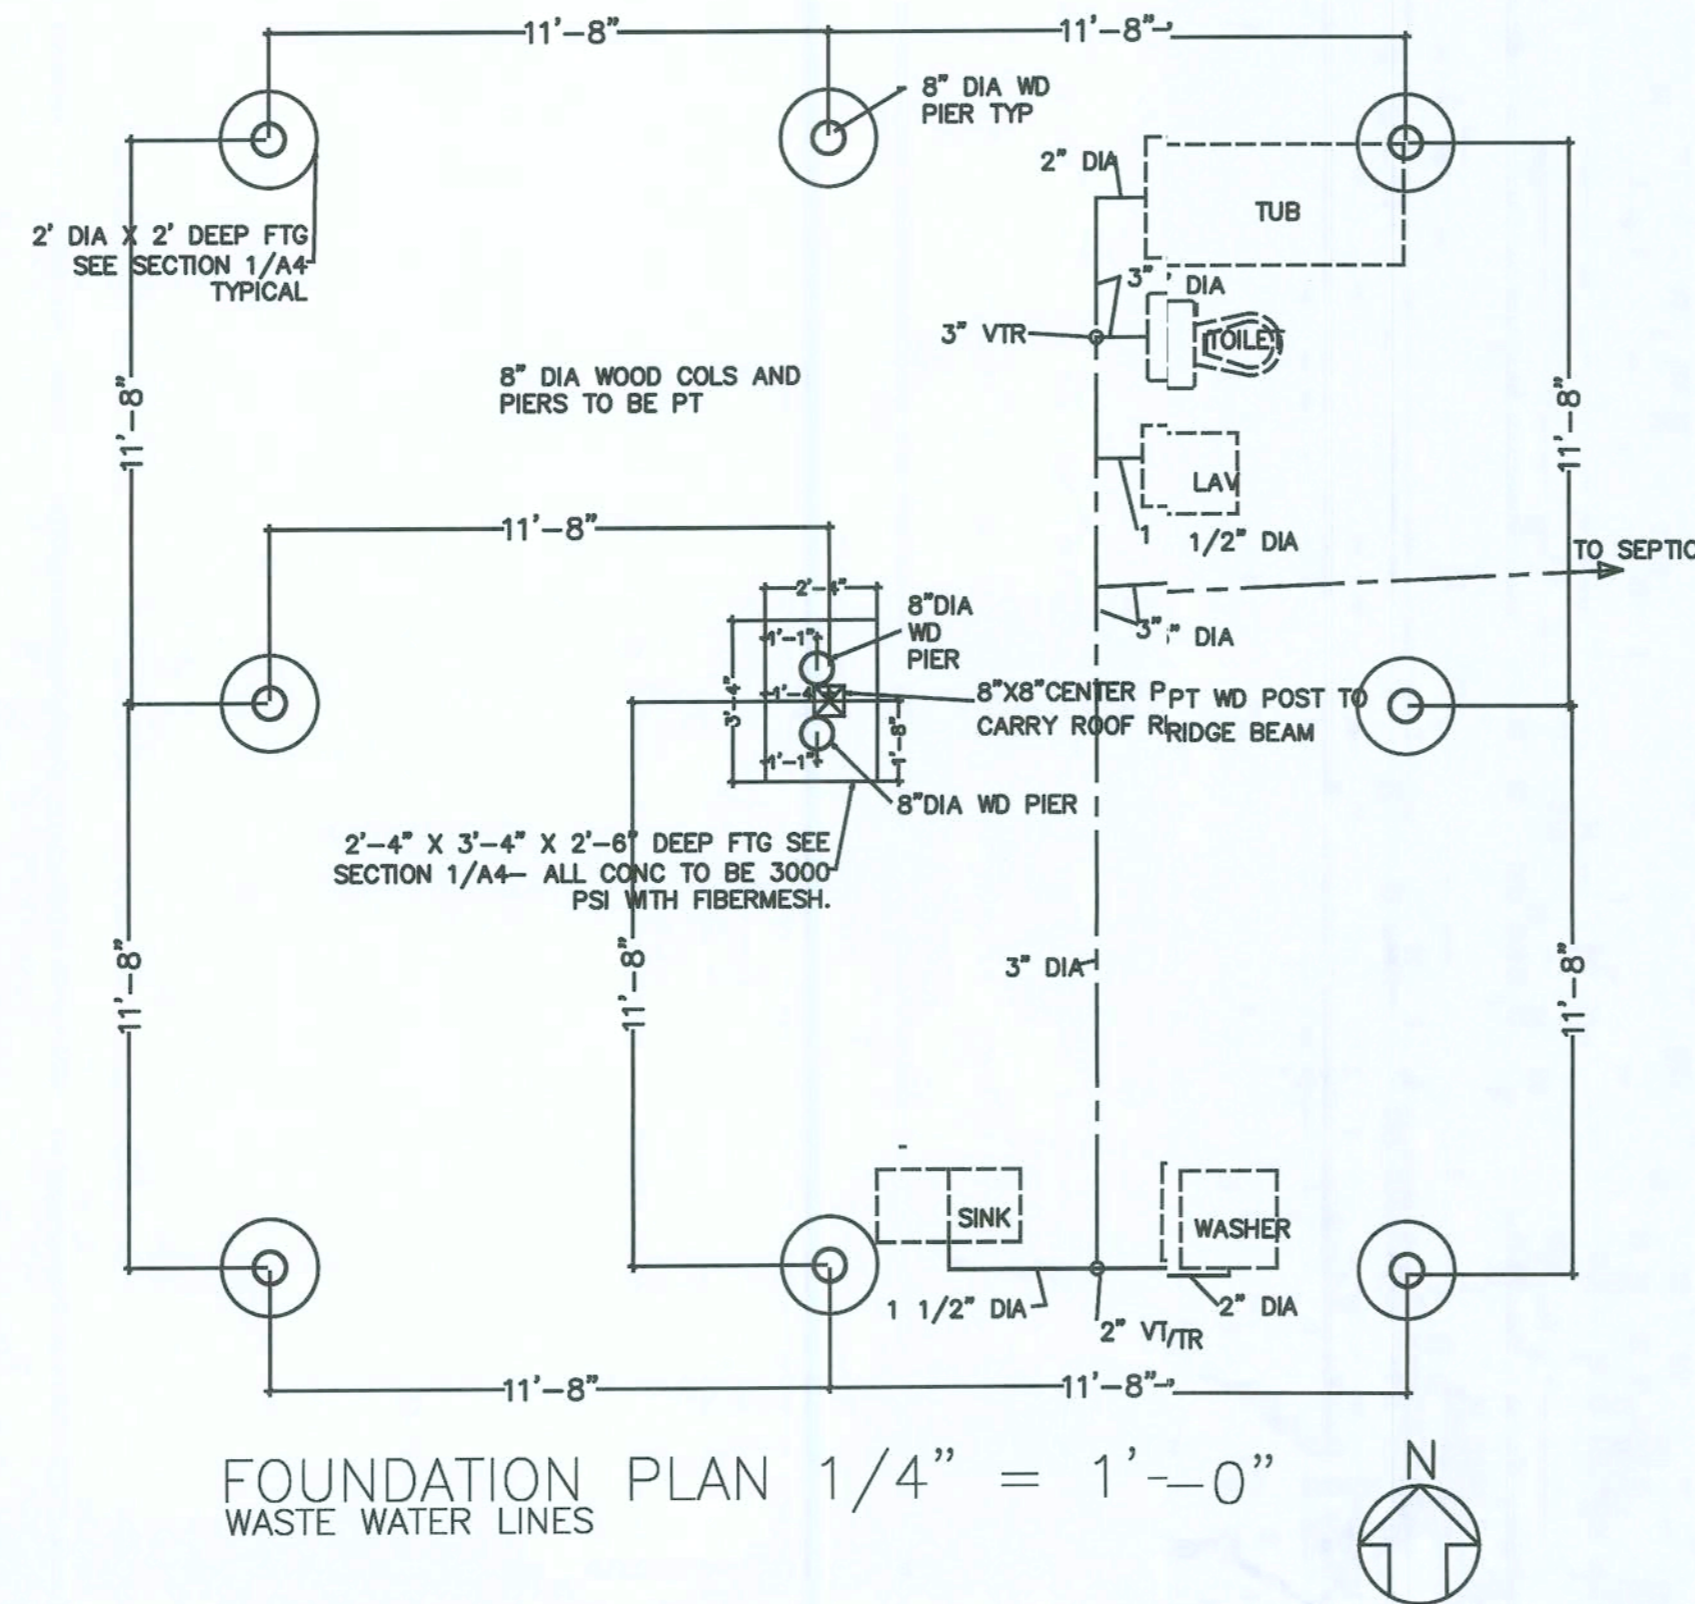 11'-8"
11'-8"
8" DIA WD
PIER TYP
2" DIA
TUB
2' DIA X 2' DEEP FTG
SEE SECTION 1/A4
TYPICAL
3" DIA
3" VTR
TOILET
8" DIA WOOD COLS AND
PIERS TO BE PT
11'-8"
11'-8"
LAV
1 1/2" DIA
11'-8"
TO SEPTIC
2'-4"
8"DIA
WD
PIER
1'-1"
3" DIA
3'-4"
1'-4
8"X8"CENTER PPT WD POST TO
CARRY ROOF RIRIDGE BEAM
1'-8"
1'-1"
8"DIA WD PIER
2'-4" X 3'-4" X 2'-6" DEEP FTG SEE
SECTION 1/A4- ALL CONC TO BE 3000
PSI WITH FIBERMESH.
11'-8"
11'-8"
3" DIA
11'-8"
SINK
WASHER
1 1/2" DIA
2" VT/TR
2" DIA
11'-8"
11'-8"
FOUNDATION PLAN 1/4" = 1'--0"
WASTE WATER LINES
N